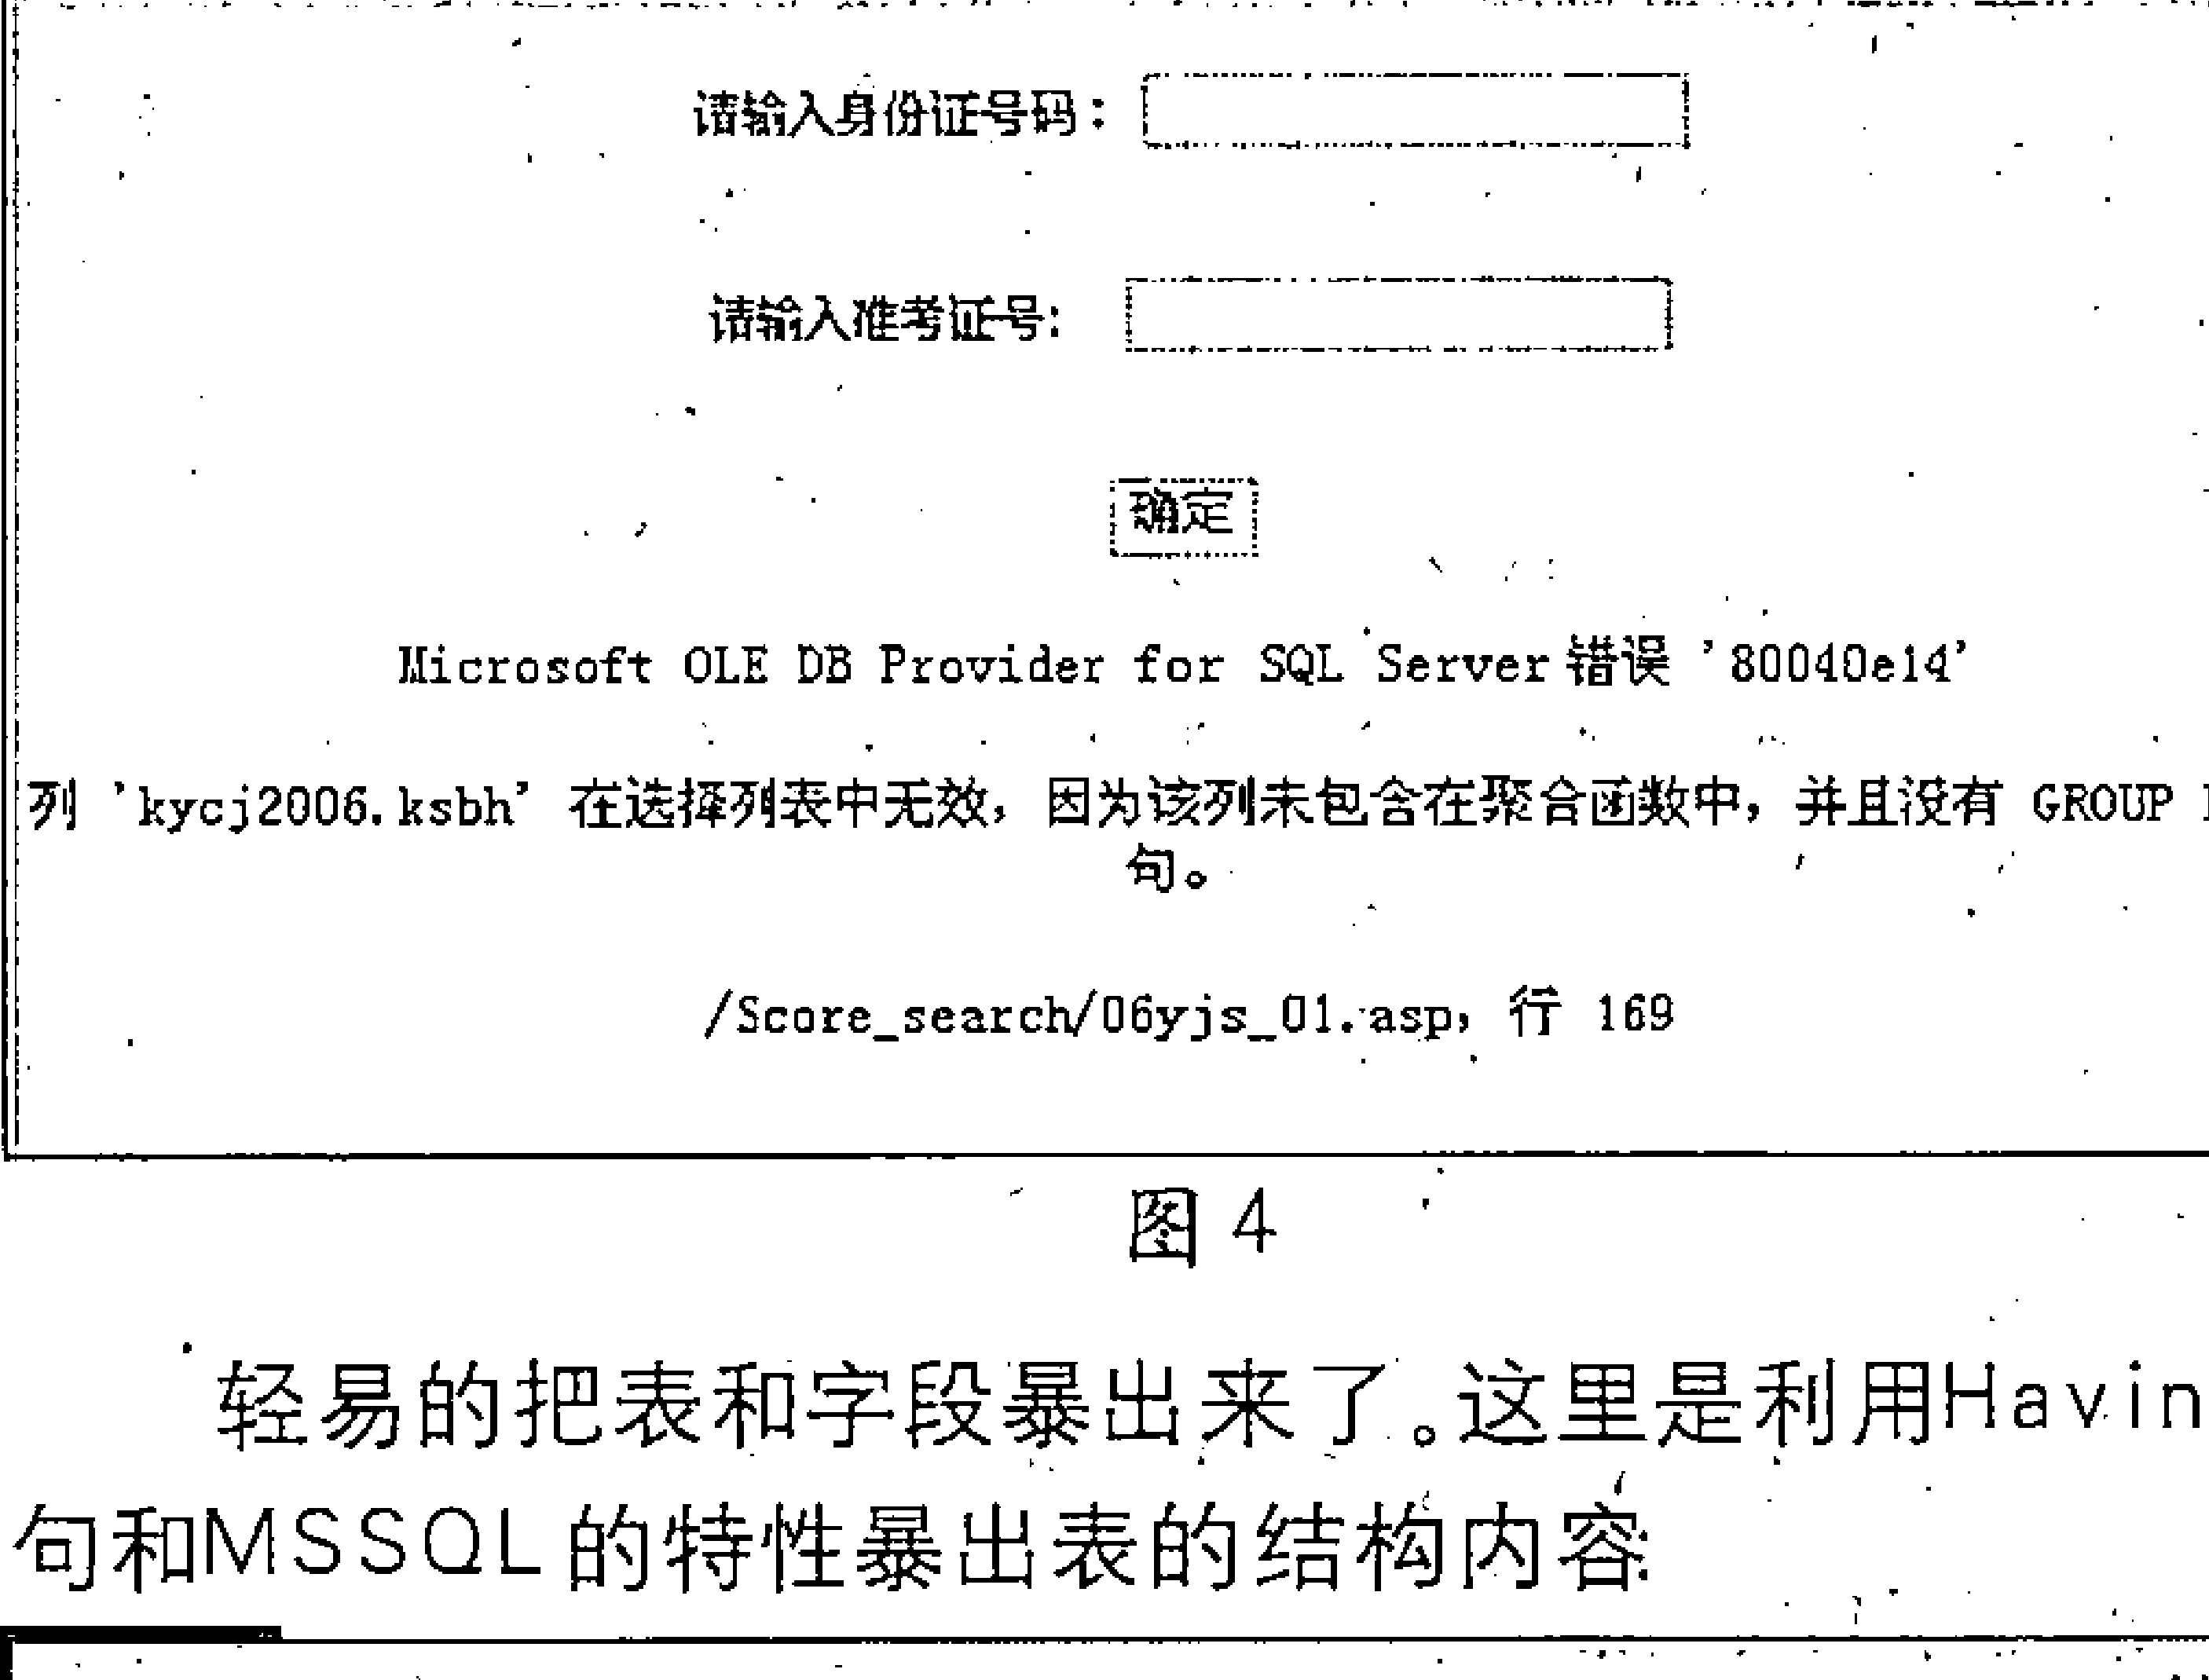 请输入身份证号码：
请输入准考证号:
确定
Microsoft OLE DB Provider for SQL Server 错误 '80040e14'
列 'kycj2006.ksbh' 在选择列表中无效，因为该列未包含在聚合函数中，并且没有 GROUP
句。
/Score_search/06yjs_01.asp，行 169
图 4
轻易的把表和字段暴出来了。这里是利用Havin
句和MSSQL的特性暴出表的结构内容